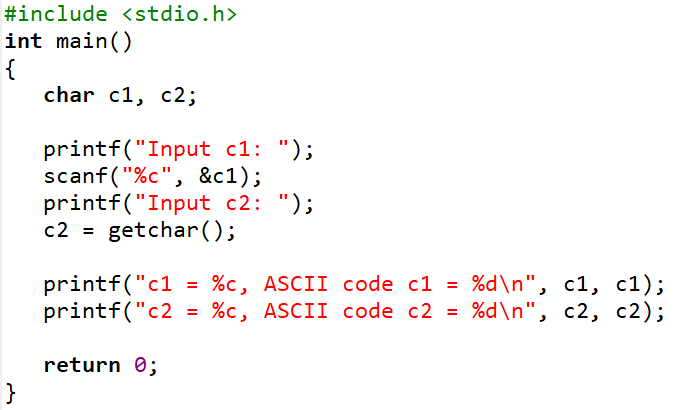 #include <stdio.h>
int main()
{
   char c1, c2;

   printf("Input c1: ");
   scanf("%c", &c1);
   printf("Input c2: ");
   c2 = getchar();

   printf("c1 = %c, ASCII code c1 = %d\n", c1, c1);
   printf("c2 = %c, ASCII code c2 = %d\n", c2, c2);

   return 0;
}